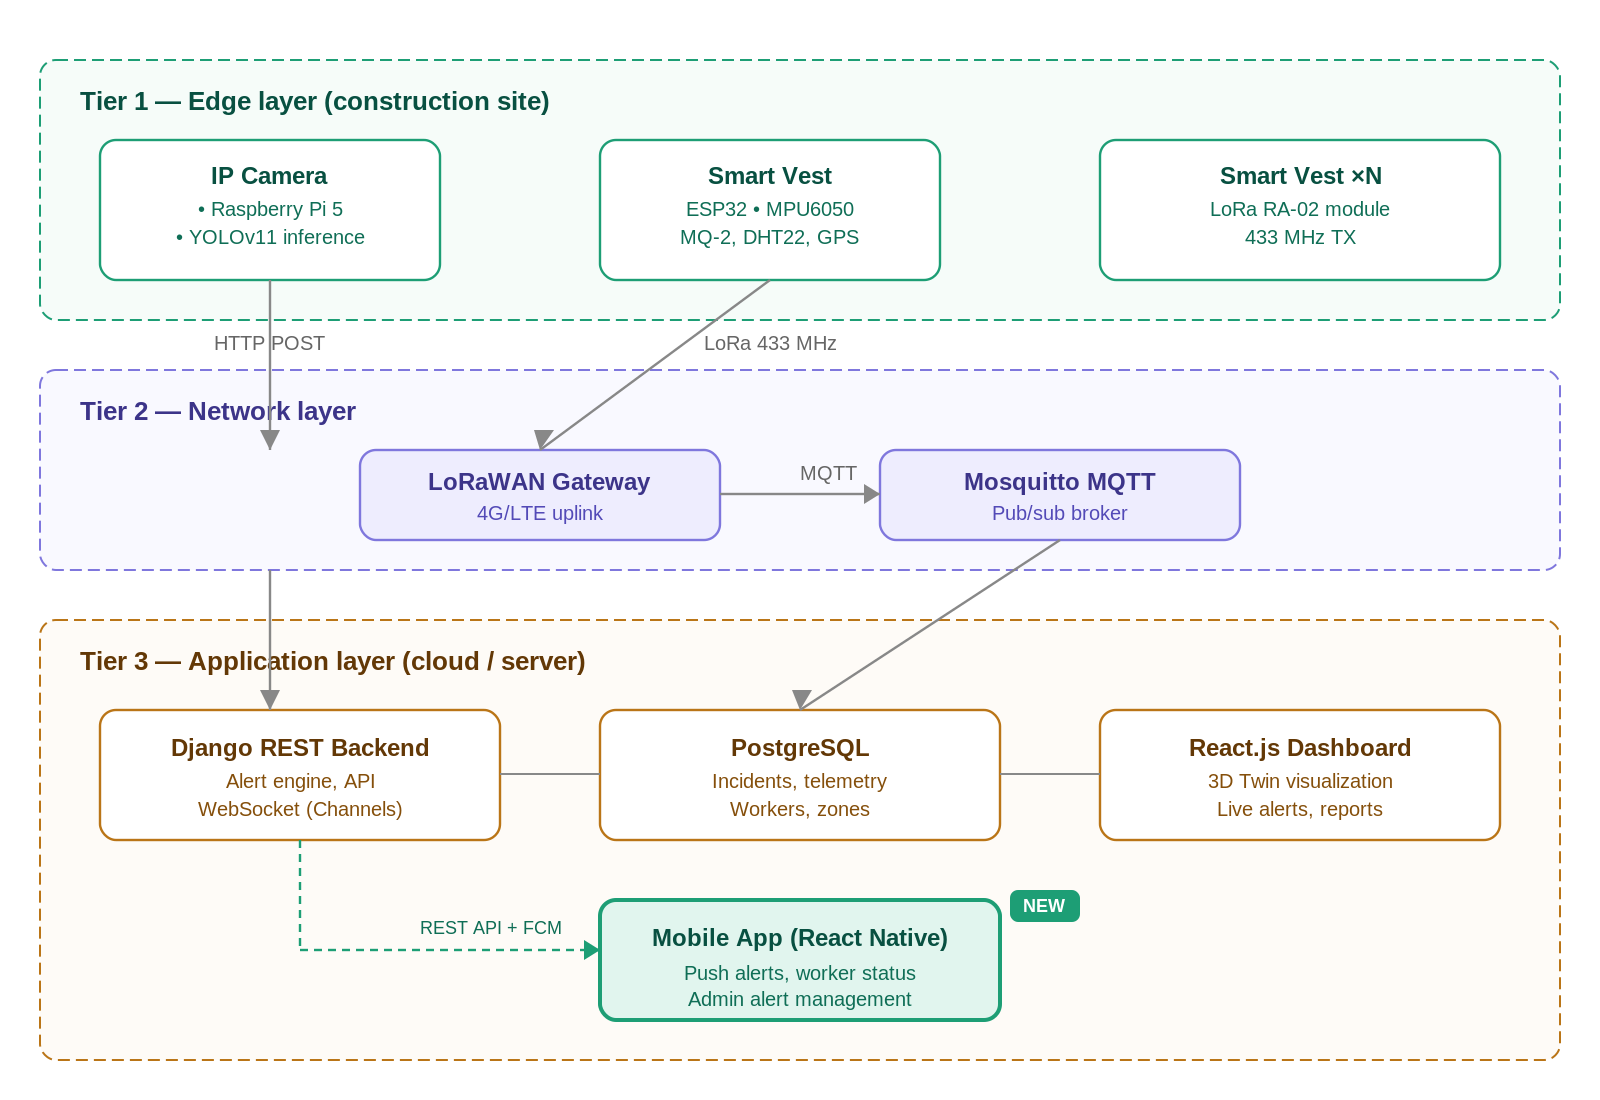 Tier 1 — Edge layer (construction site)
IP Camera
• Raspberry Pi 5
• YOLOv11 inference
Smart Vest
ESP32 • MPU6050
MQ-2, DHT22, GPS
Smart Vest ×N
LoRa RA-02 module
433 MHz TX
HTTP POST
LoRa 433 MHz
Tier 2 — Network layer
LoRaWAN Gateway
4G/LTE uplink
MQTT
Mosquitto MQTT
Pub/sub broker
Tier 3 — Application layer (cloud / server)
Django REST Backend
Alert engine, API
WebSocket (Channels)
PostgreSQL
Incidents, telemetry
Workers, zones
React.js Dashboard
3D Twin visualization
Live alerts, reports
REST API + FCM
NEW
Mobile App (React Native)
Push alerts, worker status
Admin alert management